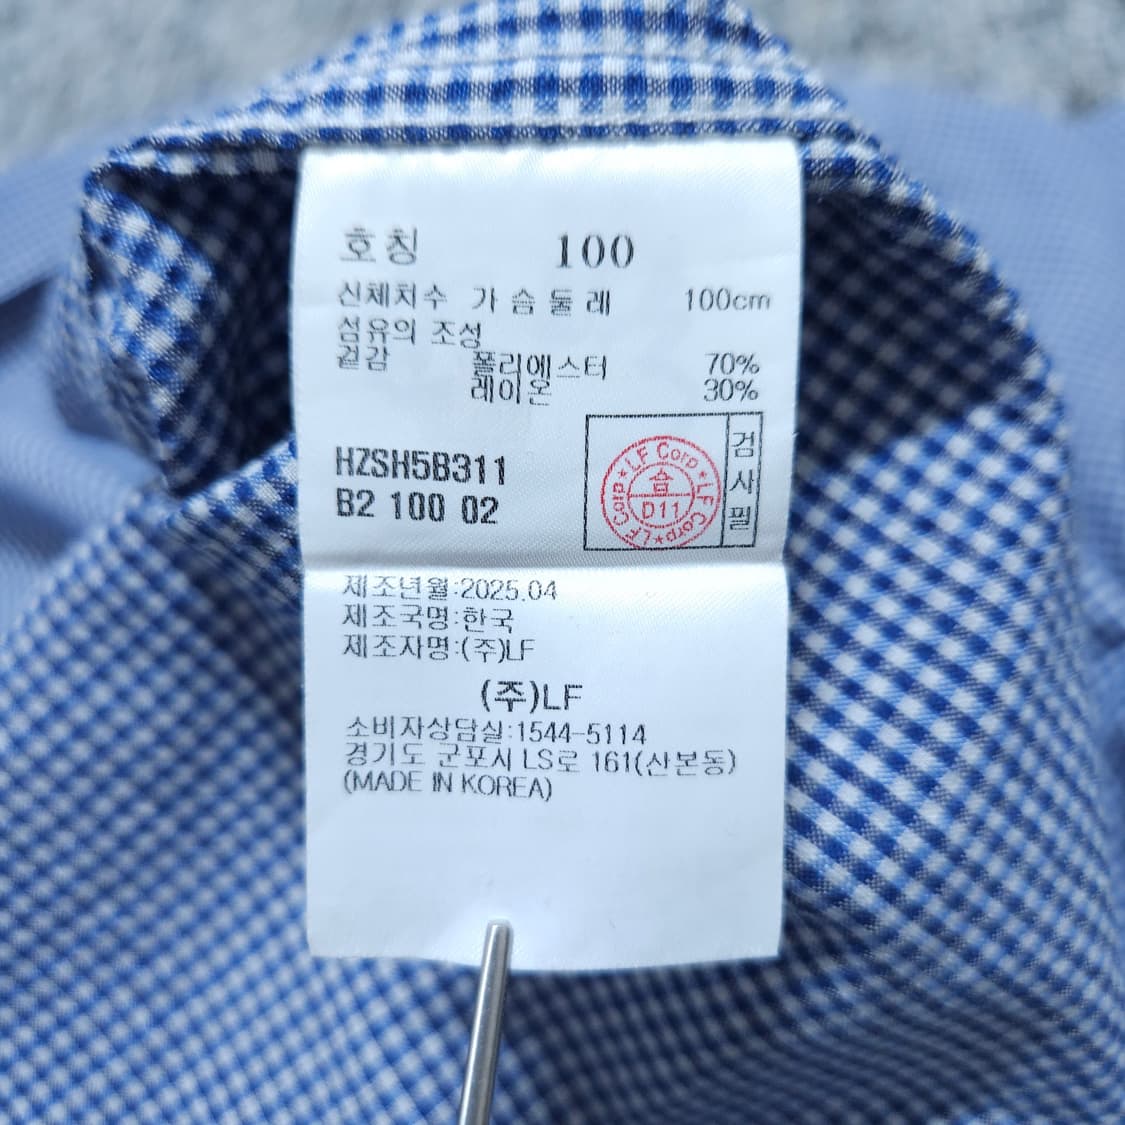 호칭 100
신체치수 가슴둘레 100cm
섬유의 조성
겉감 폴리에스터 70%
레이온 30%
HZSH5B311
B2 100 02
LF Corp★LF Corp★LF Corp★
합
D11
검사필
제조년월:2025.04
제조국명:한국
제조자명:(주)LF
(주)LF
소비자상담실:1544-5114
경기도 군포시 LS로 161(산본동)
(MADE IN KOREA)